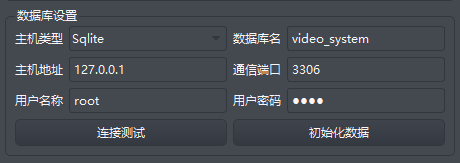 数据库设置
主机类型 Sqlite 数据库名 video_system
主机地址 127.0.0.1 通信端口 3306
用户名称 root 用户密码 ●●●●
连接测试 初始化数据